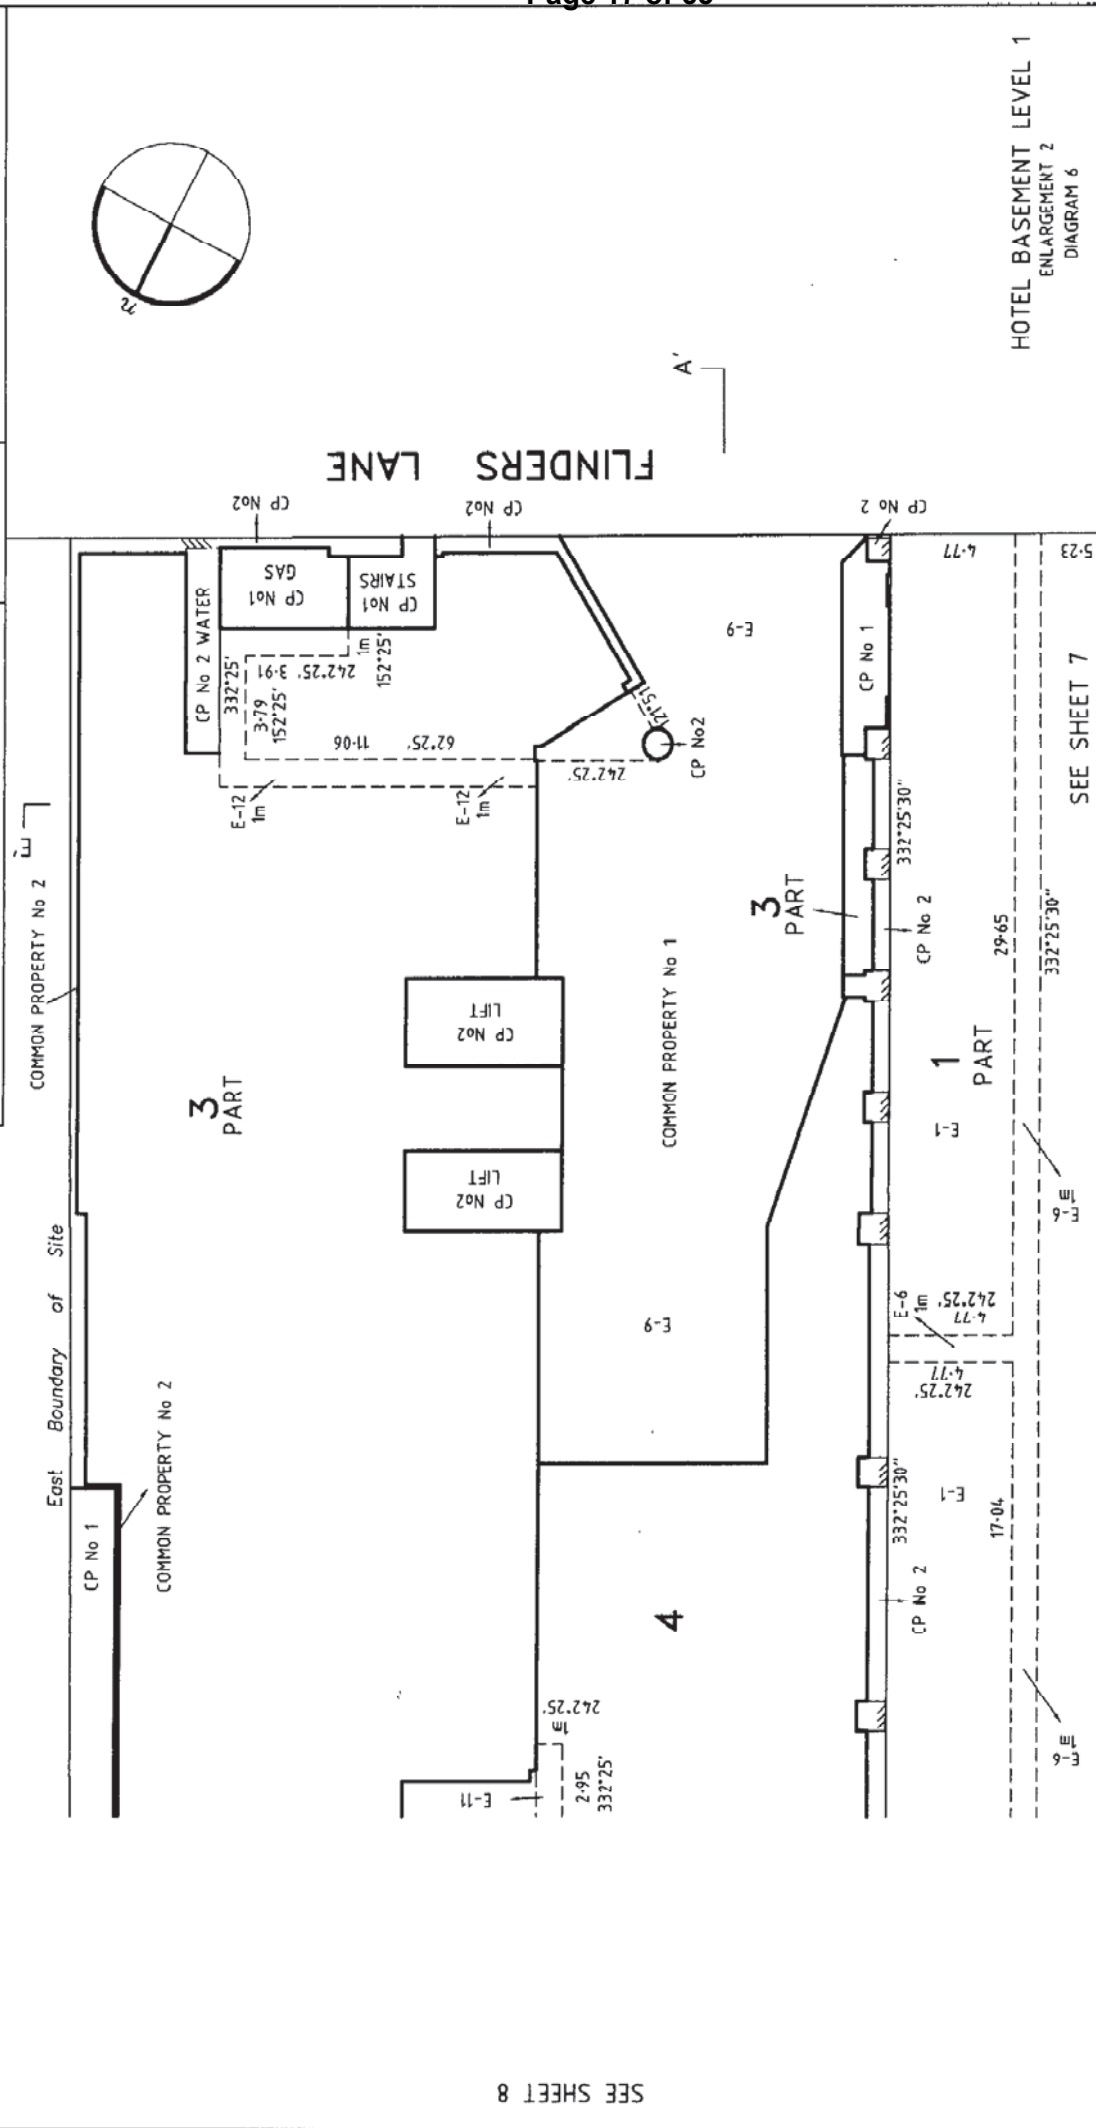 HOTEL BASEMENT LEVEL 1
ENLARGEMENT 2
DIAGRAM 6
n
A'
FLINDERS LANE
E'
COMMON PROPERTY No 2
CP No2
CP No2
CP No 2
CP No 2 WATER
CP No1
GAS
CP No1
STAIRS
332°25'
3·79
152°25'
242°25' 3·91
1m
152°25'
62°25' 11·06
E-12
1m
E-12
1m
242°25'
121°51'
CP No2
E-9
CP No 1
4·77
5·23
SEE SHEET 7
332°25'30"
3
PART
CP No 2
29·65
332°25'30"
3
PART
CP No2
LIFT
CP No2
LIFT
COMMON PROPERTY No 1
1
PART
E-1
E-6
1m
East Boundary of Site
E-9
E-6
1m
242°25'
4·77
4·77
242°25'
COMMON PROPERTY No 2
CP No 1
4
332°25'30"
E-1
17·04
CP No 2
E-6
1m
1m
242°25'
E-11
2·95
332°25'
SEE SHEET 8